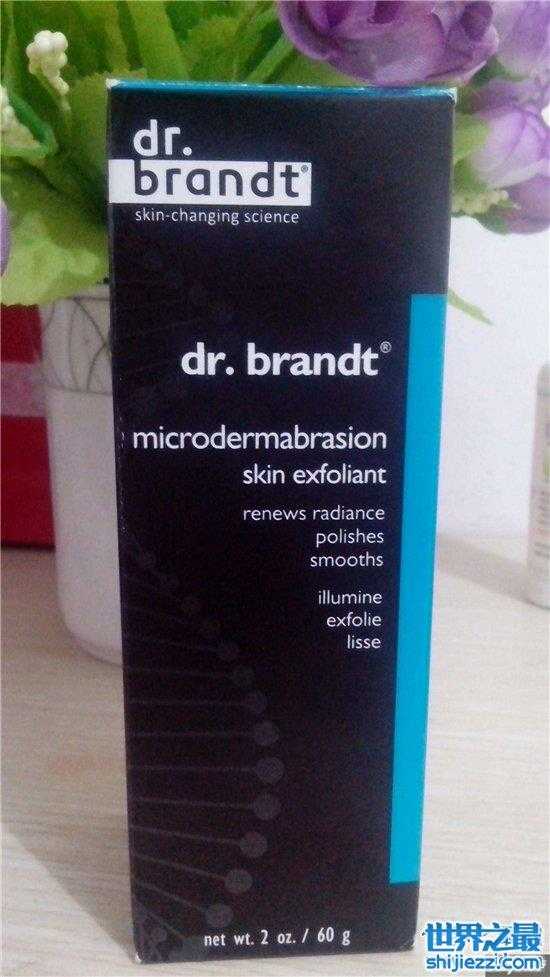 dr.
brandt®
skin-changing science
dr. brandt®
microdermabrasion
skin exfoliant
renews radiance
polishes
smooths
illumine
exfolie
lisse
net wt. 2 oz. / 60 g
世界之最
shijiezzi.com